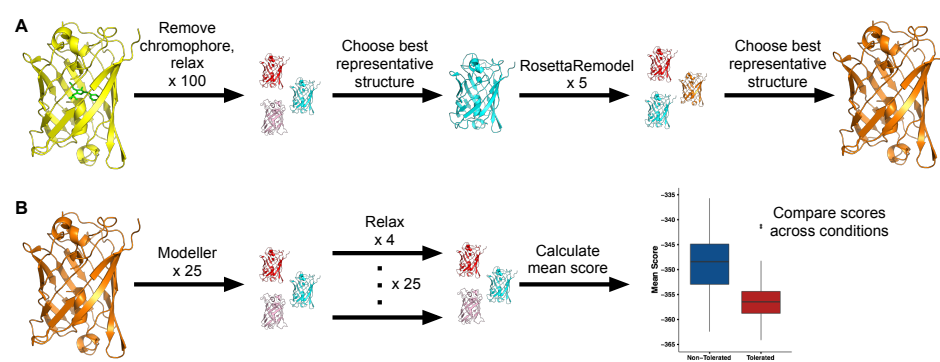 A
Remove
chromophore,
relax
x 100
Choose best
representative
structure
RosettaRemodel
x 5
Choose best
representative
structure
B
Modeller
x 25
Relax
x 4
x 25
Calculate
mean score
Compare scores
across conditions
Mean Score
−335
−340
−345
−350
−355
−360
−365
Non−Tolerated
Tolerated